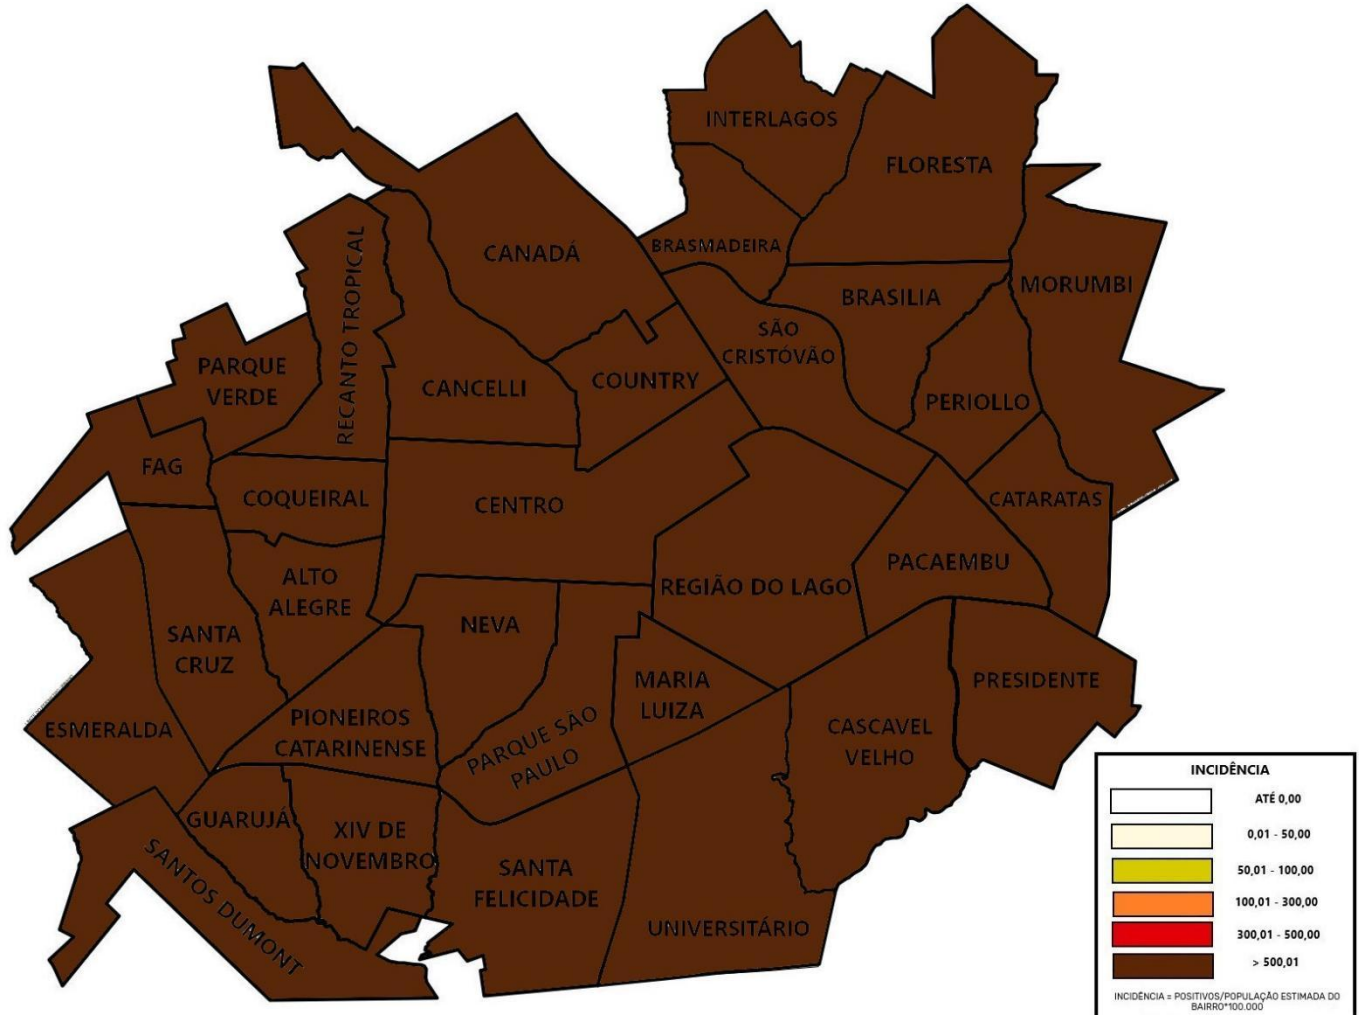 INTERLAGOS
FLORESTA
BRASMADEIRA
CANADÁ
MORUMBI
BRASILIA
RECANTO TROPICAL
SÃO
CRISTÓVÃO
PARQUE
VERDE
CANCELLI
COUNTRY
PERIOLLO
FAG
COQUEIRAL
CENTRO
CATARATAS
PACAEMBU
ALTO
ALEGRE
REGIÃO DO LAGO
NEVA
SANTA
CRUZ
MARIA
LUIZA
PRESIDENTE
ESMERALDA
PIONEIROS
CATARINENSE
PARQUE SÃO
PAULO
CASCAVEL
VELHO
GUARUJÁ
XIV DE
NOVEMBRO
SANTOS DUMONT
SANTA
FELICIDADE
UNIVERSITÁRIO
INCIDÊNCIA
ATÉ 0,00
0,01 - 50,00
50,01 - 100,00
100,01 - 300,00
300,01 - 500,00
> 500,01
INCIDÊNCIA = POSITIVOS/POPULAÇÃO ESTIMADA DO
BAIRRO*100.000